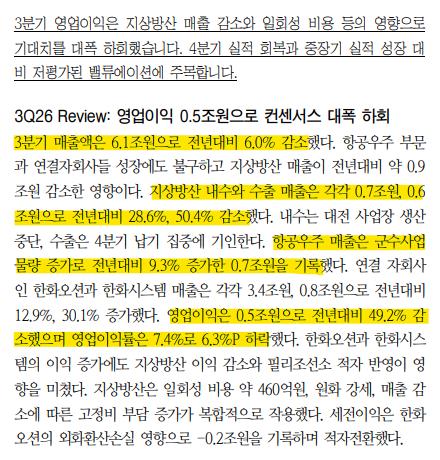 3분기 영업이익은 지상방산 매출 감소와 일회성 비용 등의 영향으로
기대치를 대폭 하회했습니다. 4분기 실적 회복과 중장기 실적 성장 대
비 저평가된 밸류에이션에 주목합니다.
3Q26 Review: 영업이익 0.5조원으로 컨센서스 대폭 하회
3분기 매출액은 6.1조원으로 전년대비 6.0% 감소했다. 항공우주 부문
과 연결자회사들 성장에도 불구하고 지상방산 매출이 전년대비 약 0.9
조원 감소한 영향이다. 지상방산 내수와 수출 매출은 각각 0.7조원, 0.6
조원으로 전년대비 28.6%, 50.4% 감소했다. 내수는 대전 사업장 생산
중단, 수출은 4분기 납기 집중에 기인한다. 항공우주 매출은 군수사업
물량 증가로 전년대비 9.3% 증가한 0.7조원을 기록했다. 연결 자회사
인 한화오션과 한화시스템 매출은 각각 3.4조원, 0.8조원으로 전년대비
12.9%, 30.1% 증가했다. 영업이익은 0.5조원으로 전년대비 49.2% 감
소했으며 영업이익률은 7.4%로 6.3%P 하락했다. 한화오션과 한화시스
템의 이익 증가에도 지상방산 이익 감소와 필리조선소 적자 반영이 영
향을 미쳤다. 지상방산은 일회성 비용 약 460억원, 원화 강세, 매출 감
소에 따른 고정비 부담 증가가 복합적으로 작용했다. 세전이익은 한화
오션의 외화환산손실 영향으로 -0.2조원을 기록하며 적자전환했다.